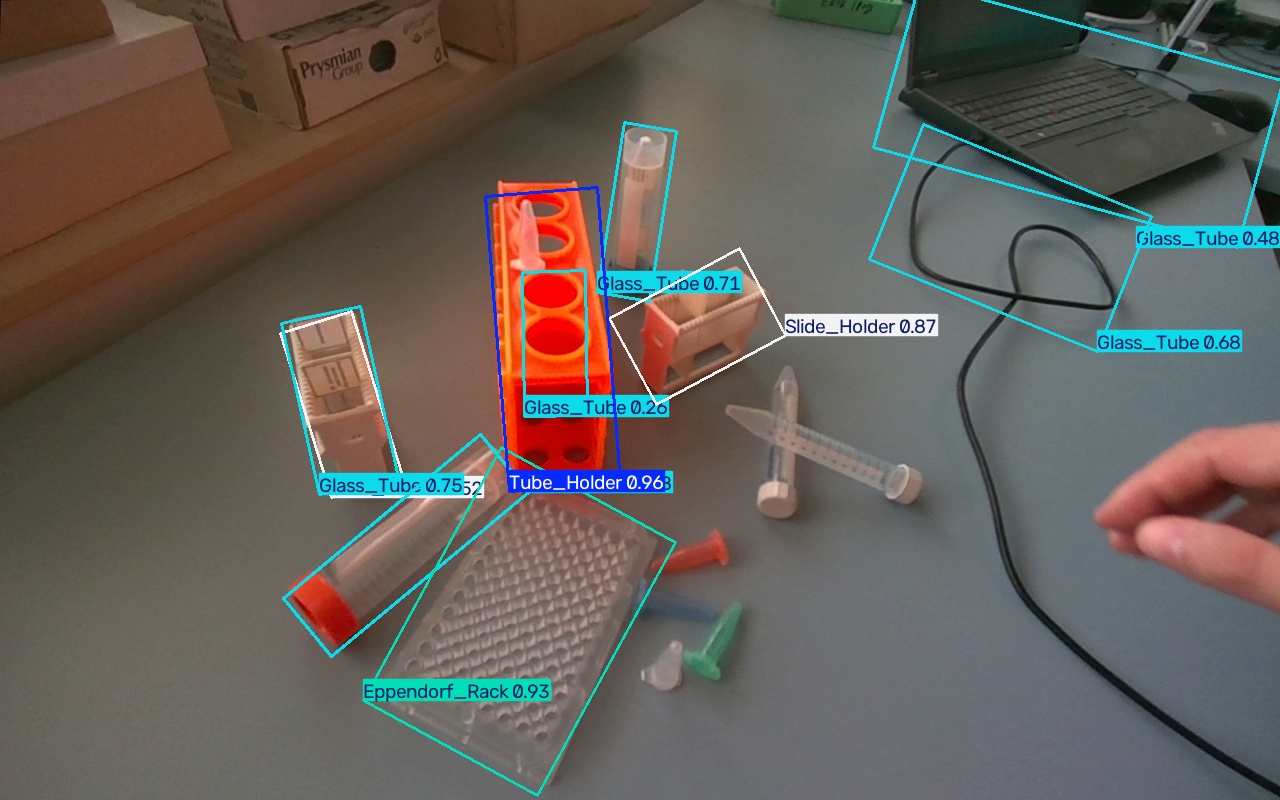 Prysmian
Group
Glass_Tube 0.48
Glass_Tube 0.71
Slide_Holder 0.87
Glass_Tube 0.68
Glass_Tube 0.26
Glass_Tube 0.75
Tube_Holder 0.96
Eppendorf_Rack 0.93